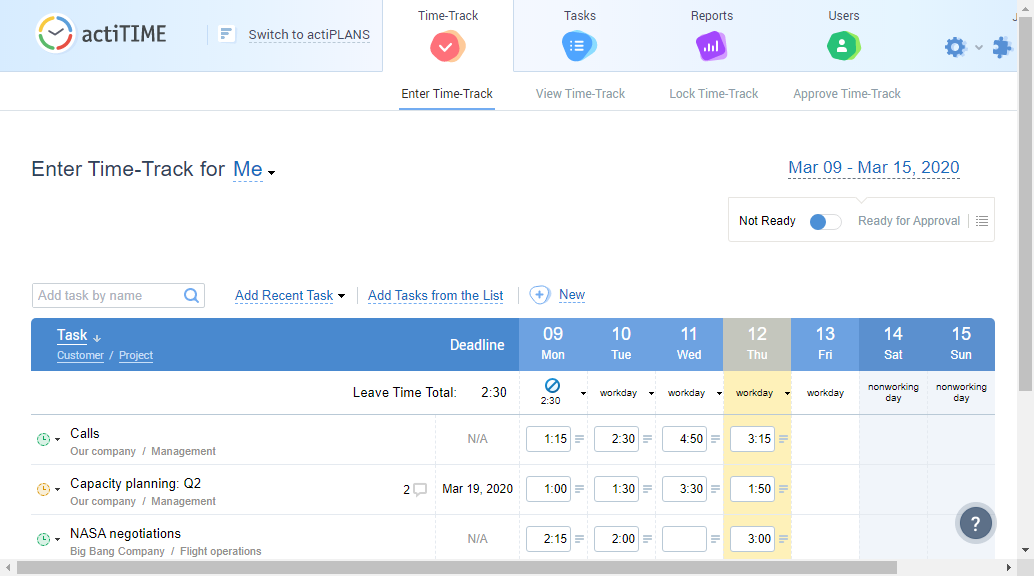 actiTIME
Switch to actiPLANS
Time-Track
Tasks
Reports
Users
Enter Time-Track
View Time-Track
Lock Time-Track
Approve Time-Track
Enter Time-Track for Me
Mar 09 - Mar 15, 2020
Not Ready
Ready for Approval
Add task by name
Add Recent Task
Add Tasks from the List
New
Task
Customer / Project
Deadline
09 Mon
10 Tue
11 Wed
12 Thu
13 Fri
14 Sat
15 Sun
Leave Time Total: 2:30
2:30
workday
workday
workday
workday
nonworking day
nonworking day
Calls
Our company / Management
N/A 1:15 2:30 4:50 3:15
Capacity planning: Q2
Our company / Management
2 Mar 19, 2020 1:00 1:30 3:30 1:50
NASA negotiations
Big Bang Company / Flight operations
N/A 2:15 2:00 3:00
?